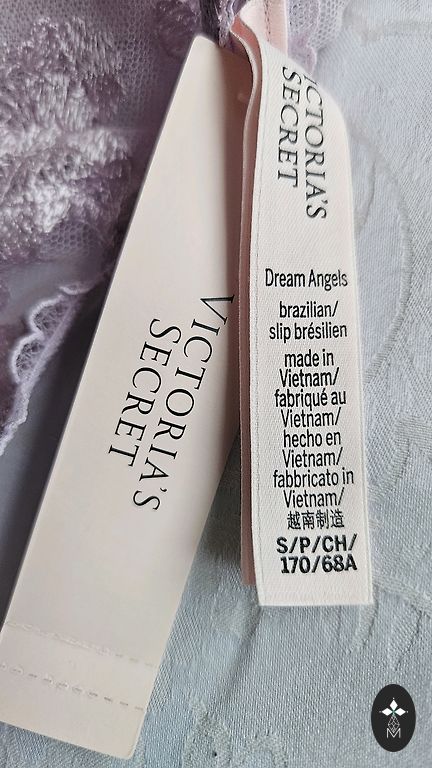 VICTORIA'S
SECRET
VICTORIA'S
SECRET
Dream Angels
brazilian/
slip brésilien
made in
Vietnam/
fabriqué au
Vietnam/
hecho en
Vietnam/
fabbricato in
Vietnam/
越南制造
S/P/CH/
170/68A